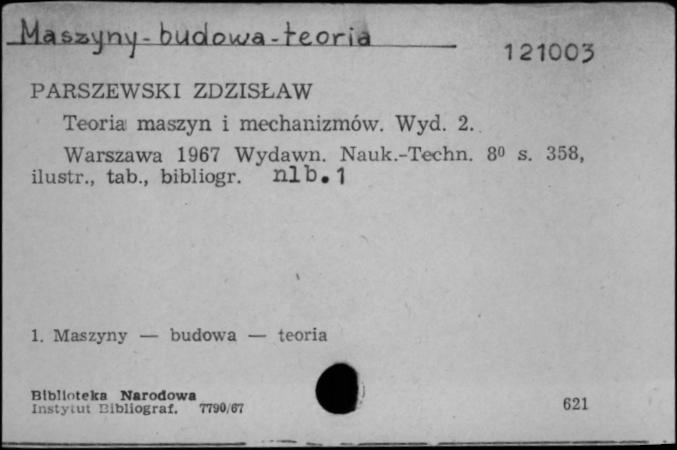 Maszyny - budowa - teoria
121003
PARSZEWSKI ZDZISŁAW
Teoria maszyn i mechanizmów. Wyd. 2.
Warszawa 1967 Wydawn. Nauk.-Techn. 8⁰ s. 358,
ilustr., tab., bibliogr. nlb. 1
1. Maszyny — budowa — teoria
Biblioteka Narodowa
Instytut Bibliograf. 7790/67
621